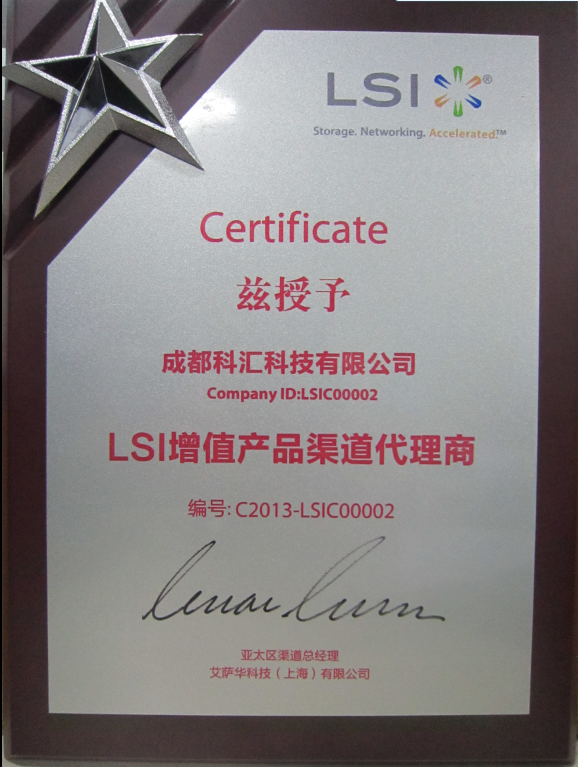 LSI®
Storage. Networking. Accelerated.™
Certificate
兹授予
成都科汇科技有限公司
Company ID:LSIC00002
LSI增值产品渠道代理商
编号: C2013-LSIC00002
亚太区渠道总经理
艾萨华科技（上海）有限公司